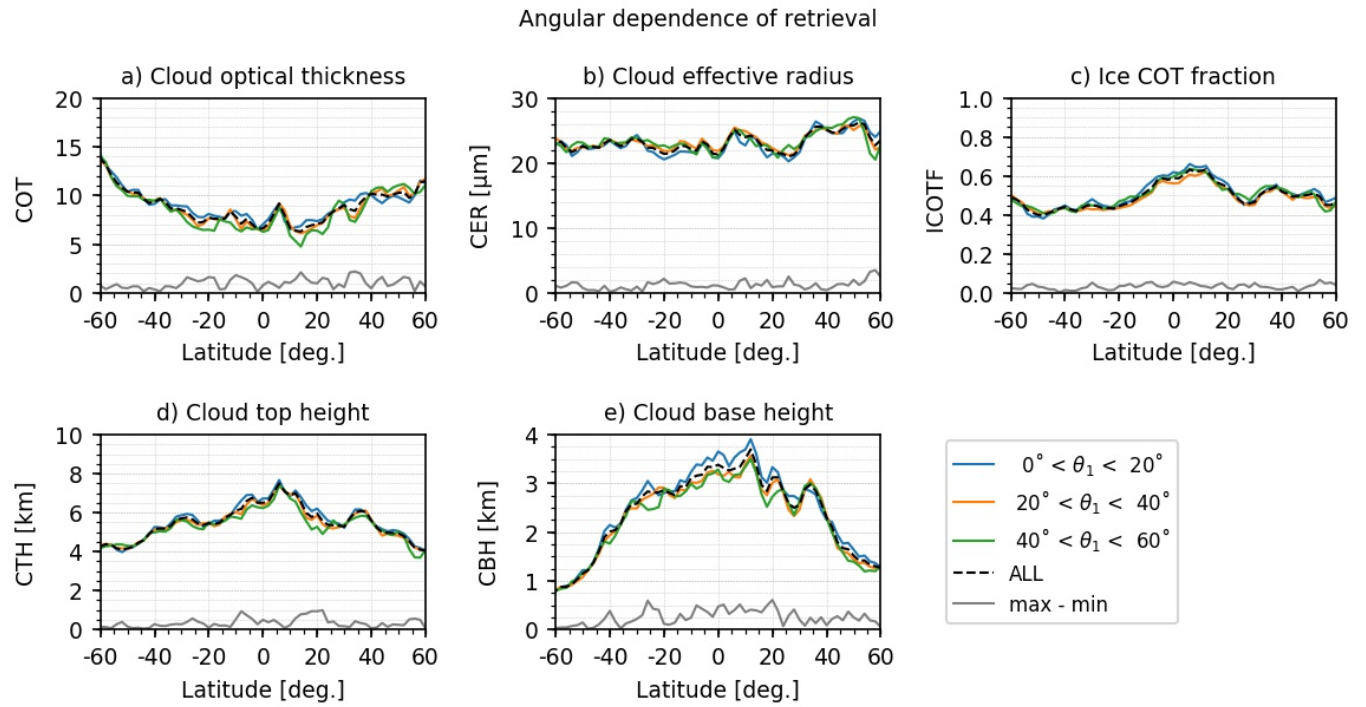 Angular dependence of retrieval
a) Cloud optical thickness
20
15
10
5
0
COT
-60 -40 -20 0 20 40 60
Latitude [deg.]
b) Cloud effective radius
30
20
10
0
CER [μm]
-60 -40 -20 0 20 40 60
Latitude [deg.]
c) Ice COT fraction
1.0
0.8
0.6
0.4
0.2
0.0
ICOTF
-60 -40 -20 0 20 40 60
Latitude [deg.]
d) Cloud top height
10
8
6
4
2
0
CTH [km]
-60 -40 -20 0 20 40 60
Latitude [deg.]
e) Cloud base height
4
3
2
1
0
CBH [km]
-60 -40 -20 0 20 40 60
Latitude [deg.]
0° < θ₁ < 20°
20° < θ₁ < 40°
40° < θ₁ < 60°
ALL
max - min